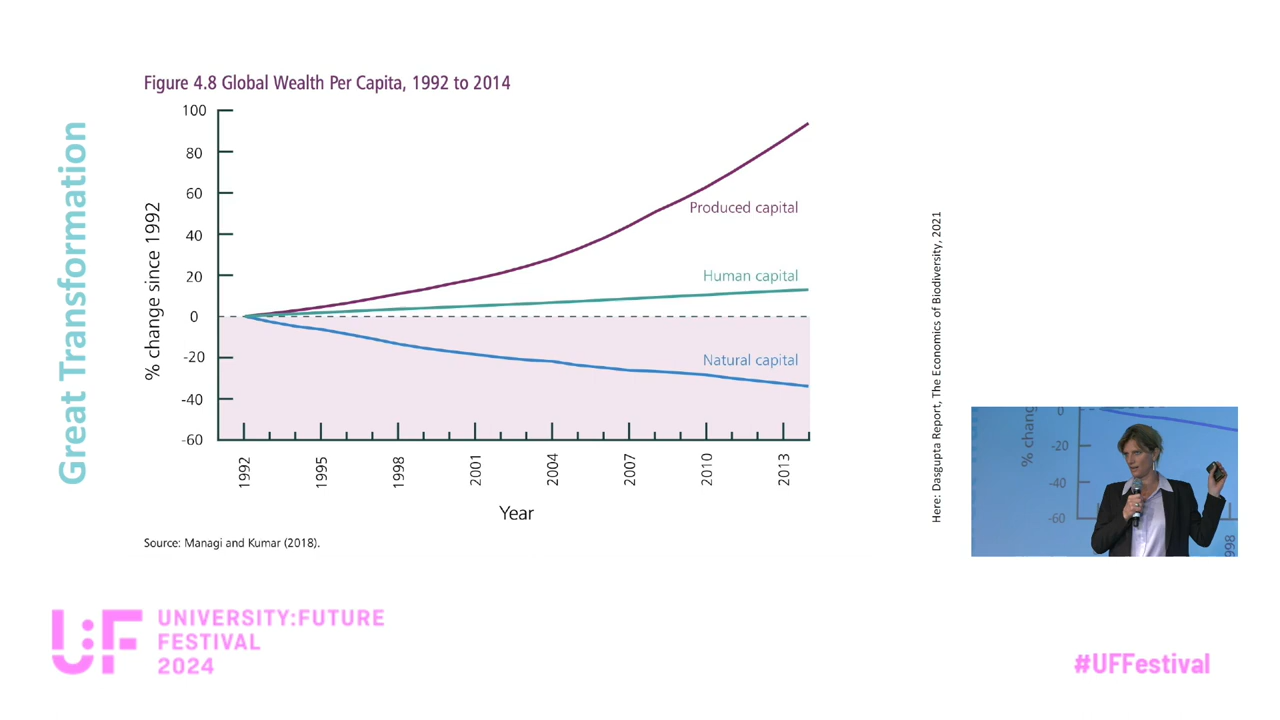 Great Transformation
Figure 4.8 Global Wealth Per Capita, 1992 to 2014
% change since 1992
100
80
60
40
20
0
-20
-40
-60
Produced capital
Human capital
Natural capital
1992
1995
1998
2001
2004
2007
2010
2013
Year
Source: Managi and Kumar (2018).
Here: Dasgupta Report, The Economics of Biodiversity, 2021
% chang
0
-20
-40
-60
998
U:F
UNIVERSITY:FUTURE
FESTIVAL
2024
#UFFestival